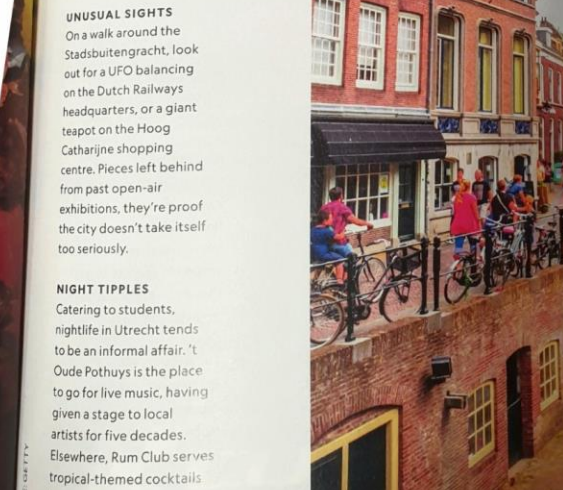 UNUSUAL SIGHTS
On a walk around the
Stadsbuitengracht, look
out for a UFO balancing
on the Dutch Railways
headquarters, or a giant
teapot on the Hoog
Catharijne shopping
centre. Pieces left behind
from past open-air
exhibitions, they're proof
the city doesn't take itself
too seriously.
NIGHT TIPPLES
Catering to students,
nightlife in Utrecht tends
to be an informal affair. 't
Oude Pothuys is the place
to go for live music, having
given a stage to local
artists for five decades.
Elsewhere, Rum Club serves
tropical-themed cocktails
GETTY